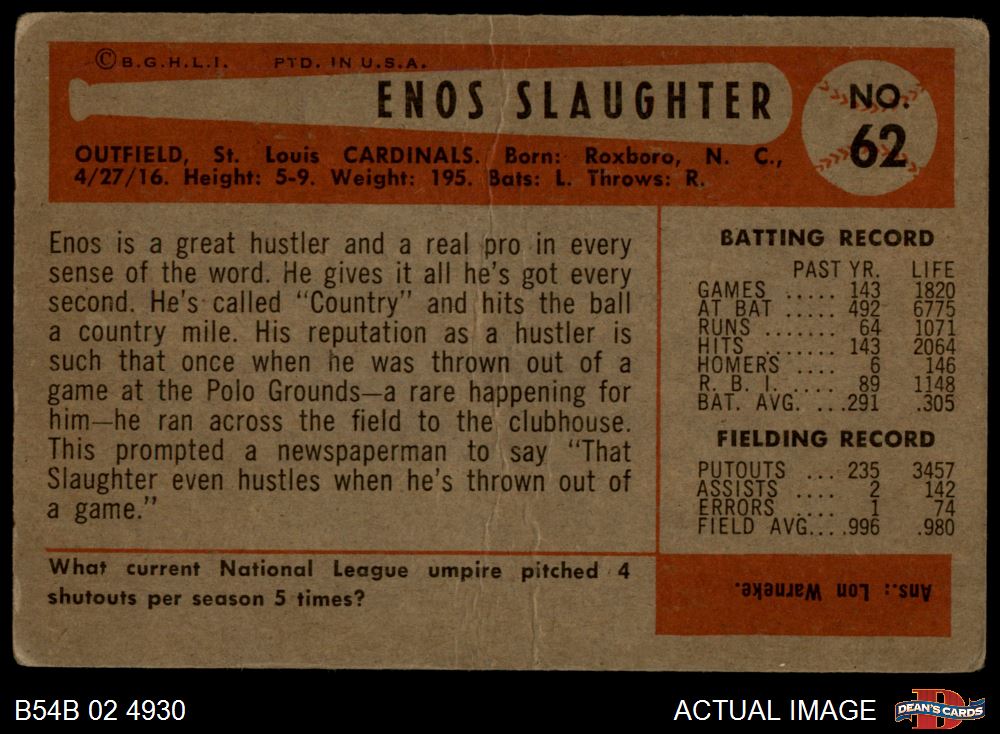 © B.G.H.L.I. PTD. IN U.S.A.
ENOS SLAUGHTER
NO. 62
OUTFIELD, St. Louis CARDINALS. Born: Roxboro, N. C.,
4/27/16. Height: 5-9. Weight: 195. Bats: L. Throws: R.
Enos is a great hustler and a real pro in every
sense of the word. He gives it all he's got every
second. He's called "Country" and hits the ball
a country mile. His reputation as a hustler is
such that once when he was thrown out of a
game at the Polo Grounds—a rare happening for
him—he ran across the field to the clubhouse.
This prompted a newspaperman to say "That
Slaughter even hustles when he's thrown out of
a game."
What current National League umpire pitched 4
shutouts per season 5 times?
BATTING RECORD
PAST YR. LIFE
GAMES ..... 143 1820
AT BAT ..... 492 6775
RUNS ....... 64 1071
HITS ....... 143 2064
HOMERS .... 6 146
R. B. I. ..... 89 1148
BAT. AVG. ...291 .305
FIELDING RECORD
PUTOUTS ... 235 3457
ASSISTS .... 2 142
ERRORS .... 1 74
FIELD AVG....996 .980
Ans.: Lon Warneke.
B54B 02 4930
ACTUAL IMAGE
DEAN'S CARDS